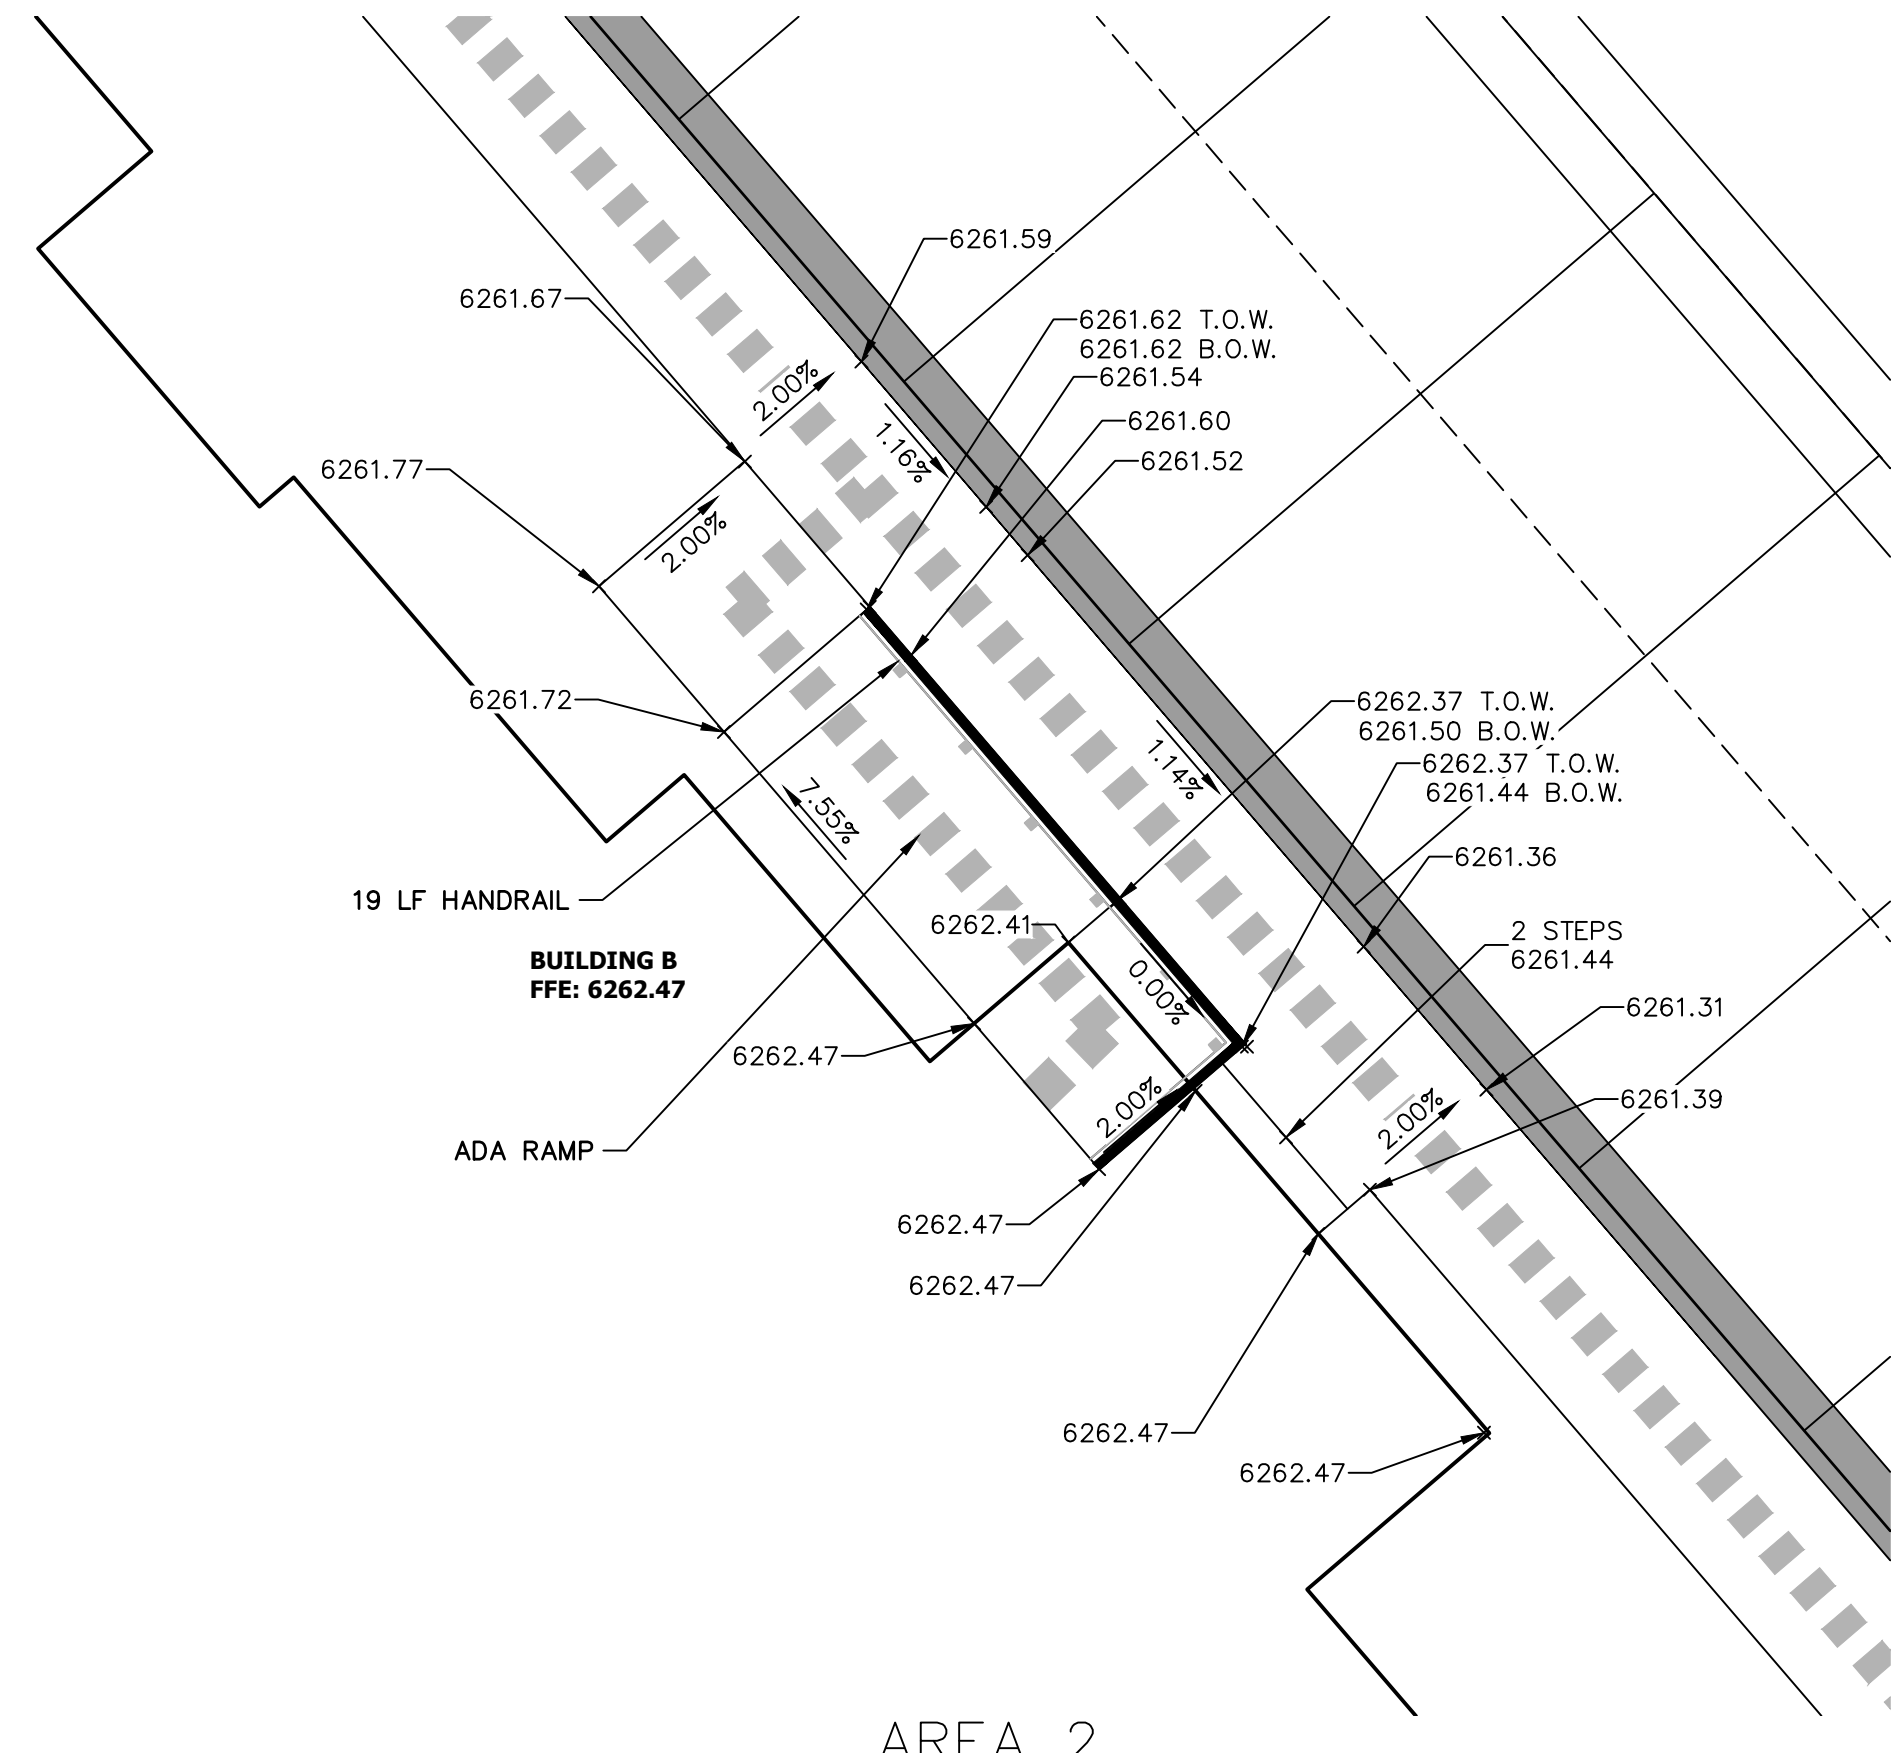 6261.59
6261.67
6261.62 T.O.W.
6261.62 B.O.W.
6261.54
2.00%
6261.60
1.16%
6261.52
6261.77
2.00%
6261.72
6262.37 T.O.W.
6261.50 B.O.W.
1.14%
6262.37 T.O.W.
6261.44 B.O.W.
7.55%
6261.36
19 LF HANDRAIL
6262.41
2 STEPS
6261.44
BUILDING B
FFE: 6262.47
0.00%
6261.31
6262.47
2.00%
2.00%
6261.39
ADA RAMP
6262.47
6262.47
6262.47
6262.47
AREA 2